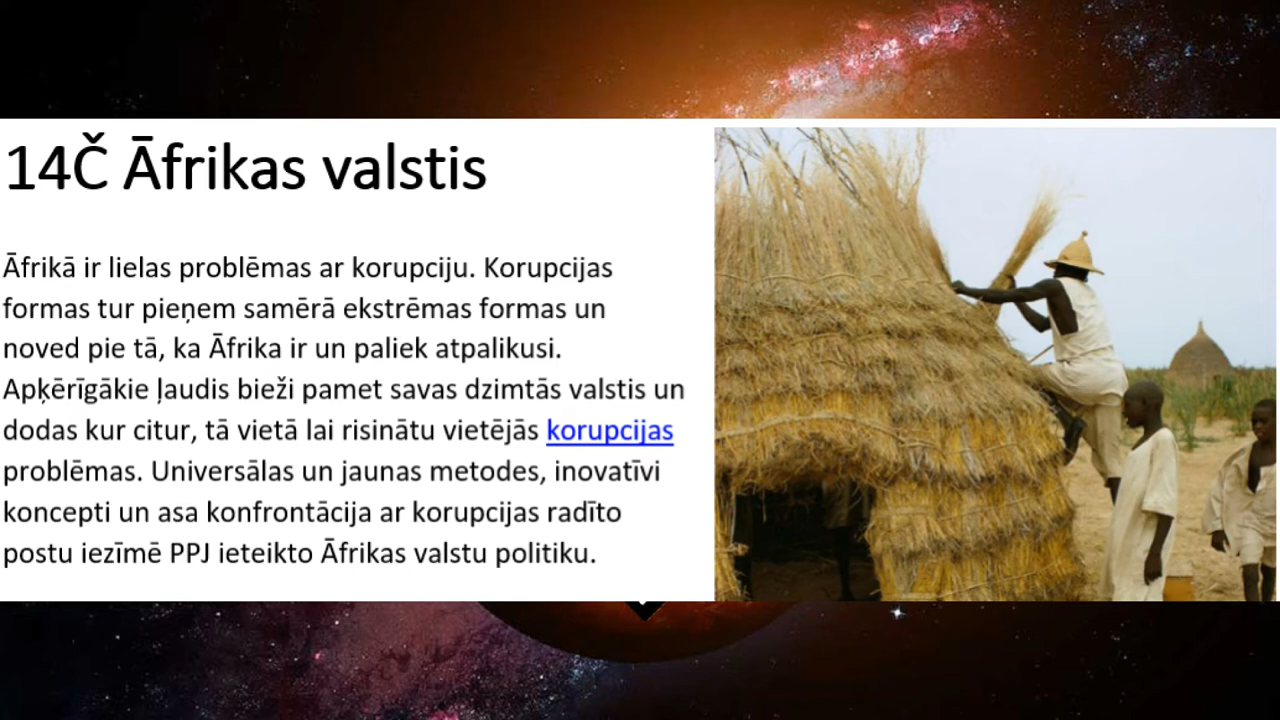 14Č Āfrikas valstis
Āfrikā ir lielas problēmas ar korupciju. Korupcijas
formas tur pieņem samērā ekstrēmas formas un
noved pie tā, ka Āfrika ir un paliek atpalikusi.
Apķērīgākie ļaudis bieži pamet savas dzimtās valstis un
dodas kur citur, tā vietā lai risinātu vietējās korupcijas
problēmas. Universālas un jaunas metodes, inovatīvi
koncepti un asa konfrontācija ar korupcijas radīto
postu iezīmē PPJ ieteikto Āfrikas valstu politiku.